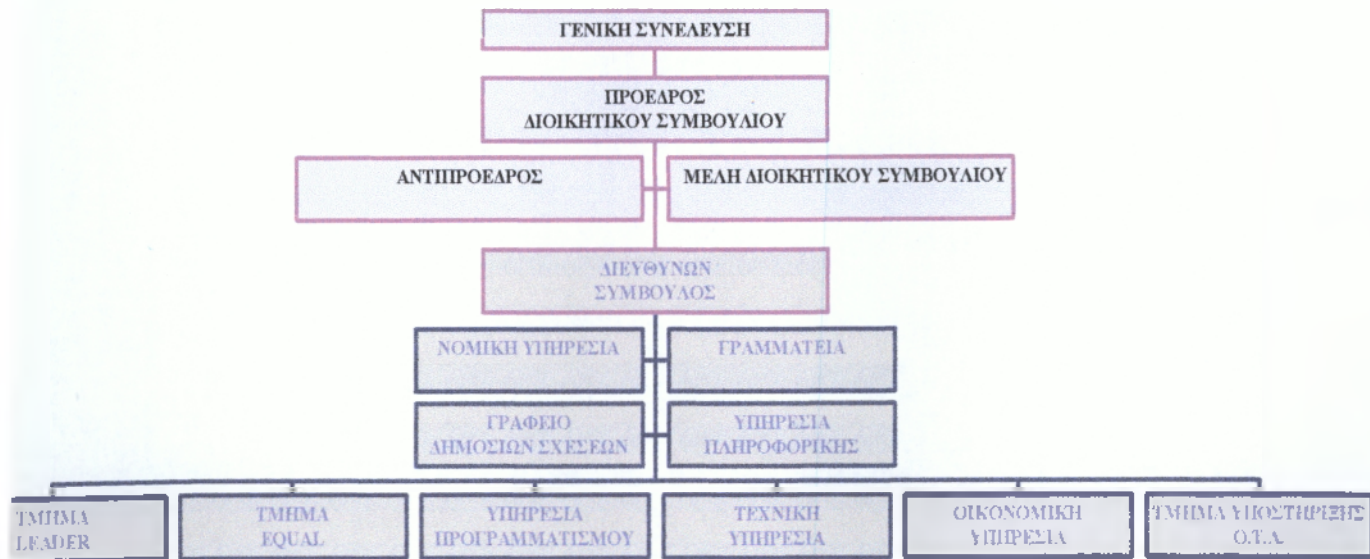 ΓΕΝΙΚΗ ΣΥΝΕΛΕΥΣΗ
ΠΡΟΕΔΡΟΣ
ΔΙΟΙΚΗΤΙΚΟΥ ΣΥΜΒΟΥΛΙΟΥ
ΑΝΤΙΠΡΟΕΔΡΟΣ
ΜΕΛΗ ΔΙΟΙΚΗΤΙΚΟΥ ΣΥΜΒΟΥΛΙΟΥ
ΔΙΕΥΘΥΝΩΝ
ΣΥΜΒΟΥΛΟΣ
ΝΟΜΙΚΗ ΥΠΗΡΕΣΙΑ
ΓΡΑΜΜΑΤΕΙΑ
ΓΡΑΦΕΙΟ
ΔΗΜΟΣΙΩΝ ΣΧΕΣΕΩΝ
ΥΠΗΡΕΣΙΑ
ΠΛΗΡΟΦΟΡΙΚΗΣ
ΤΜΗΜΑ
LEADER
ΤΜΗΜΑ
EQUAL
ΥΠΗΡΕΣΙΑ
ΠΡΟΓΡΑΜΜΑΤΙΣΜΟΥ
ΤΕΧΝΙΚΗ
ΥΠΗΡΕΣΙΑ
ΟΙΚΟΝΟΜΙΚΗ
ΥΠΗΡΕΣΙΑ
ΤΜΗΜΑ ΥΠΟΣΤΗΡΙΞΗΣ
Ο.Τ.Α.